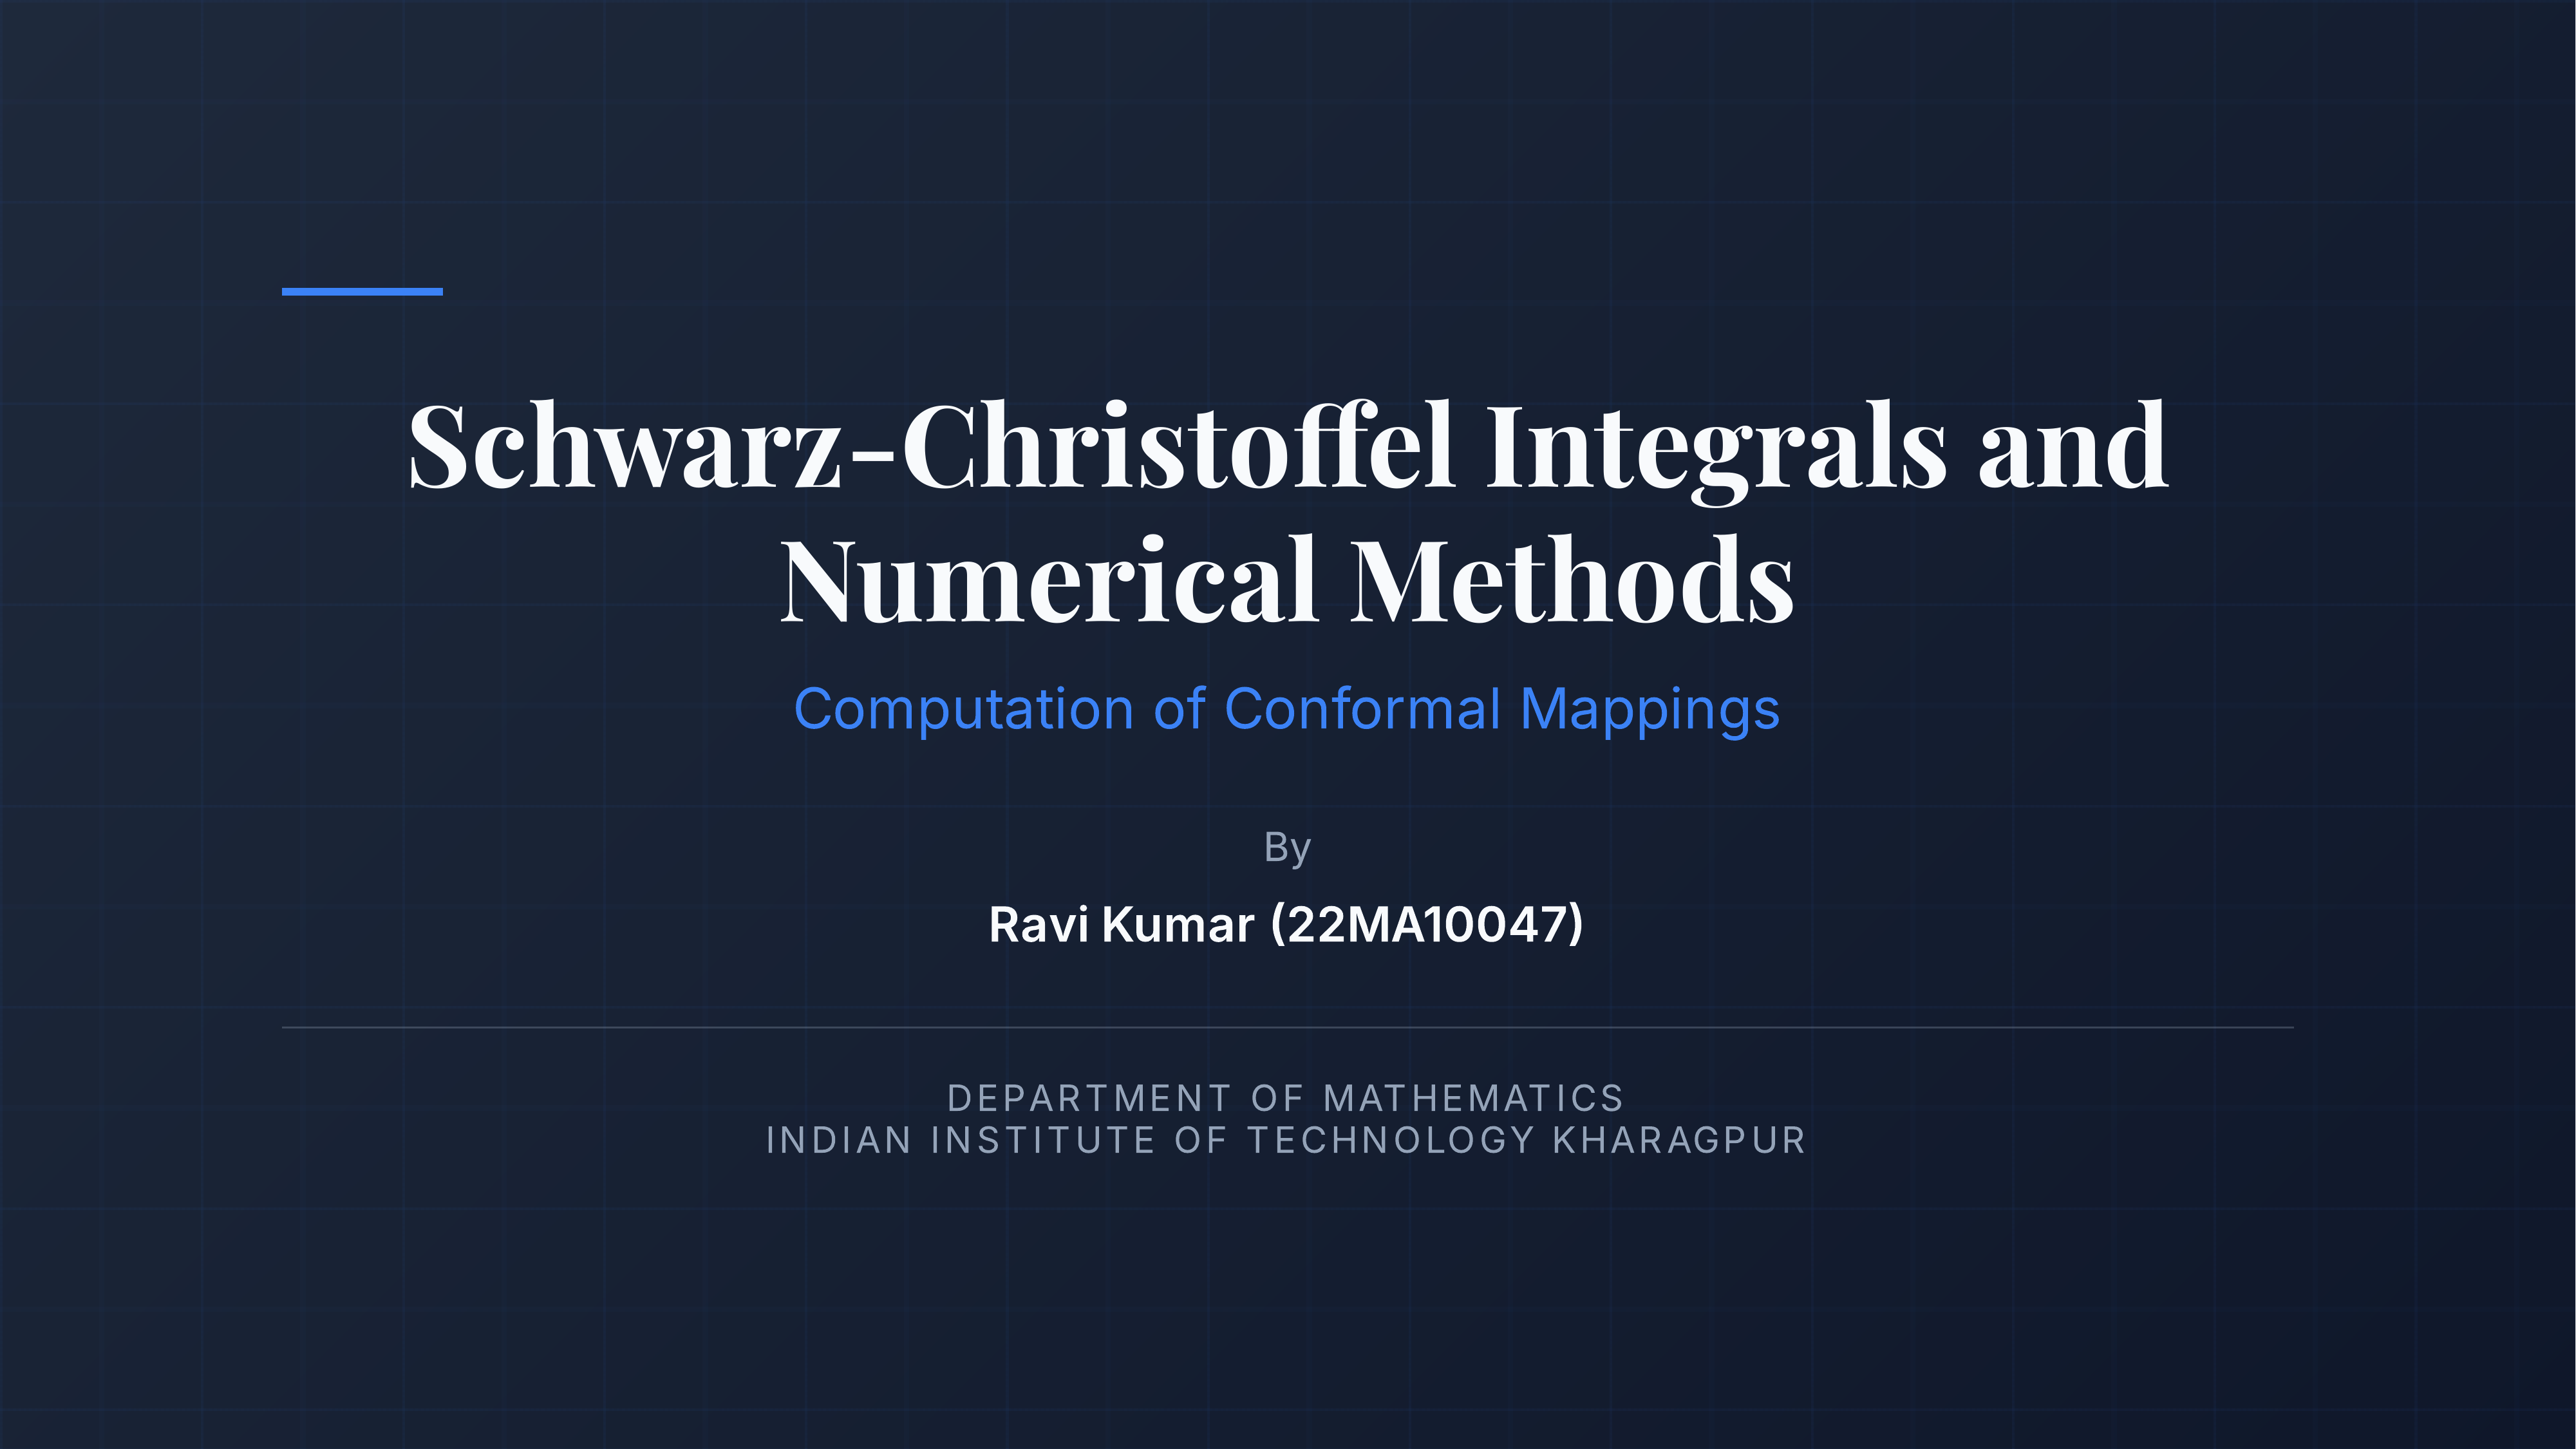 Schwarz-Christoffel Integrals and
Numerical Methods
Computation of Conformal Mappings
By
Ravi Kumar (22MA10047)
DEPARTMENT OF MATHEMATICS
INDIAN INSTITUTE OF TECHNOLOGY KHARAGPUR